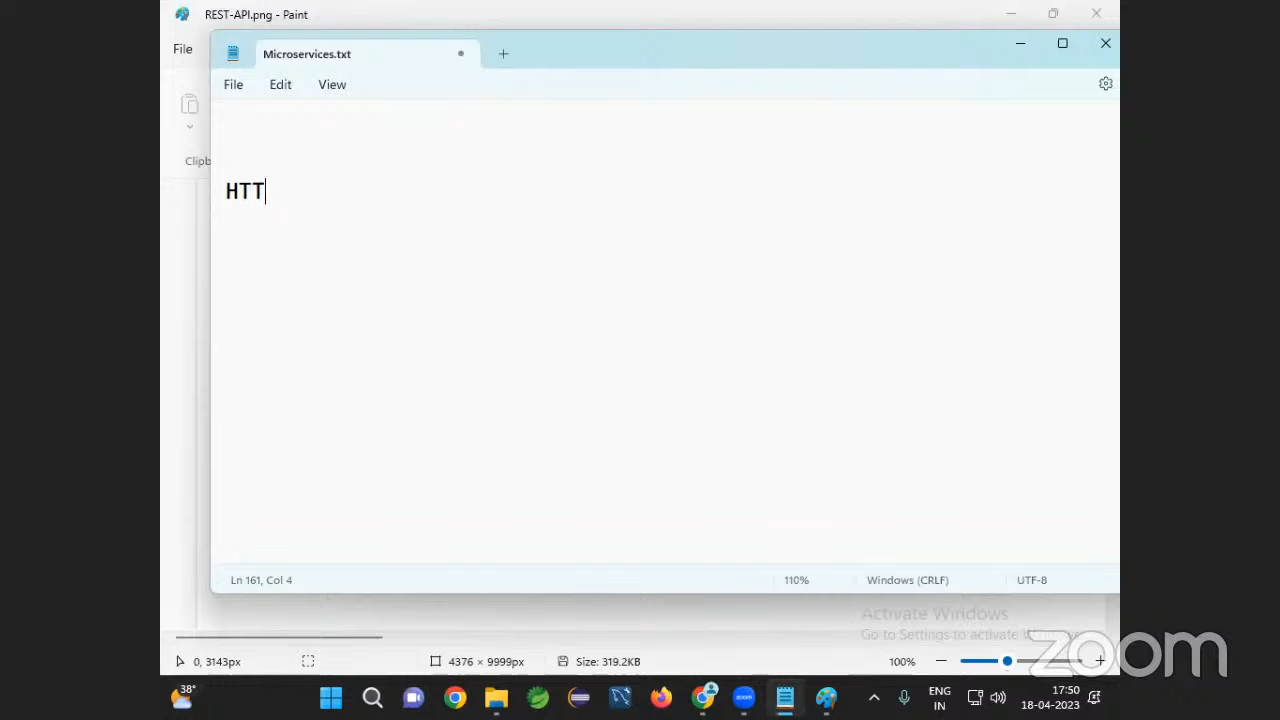 REST-API.png - Paint
File
Microservices.txt
File Edit View
Clipb
HTT
Ln 161, Col 4 110% Windows (CRLF) UTF-8
Activate Windows
Go to Settings to activate
0, 3143px 4376 × 9999px Size: 319.2KB 100%
zoom
38°
zoom
ENG
IN
17:50
18-04-2023